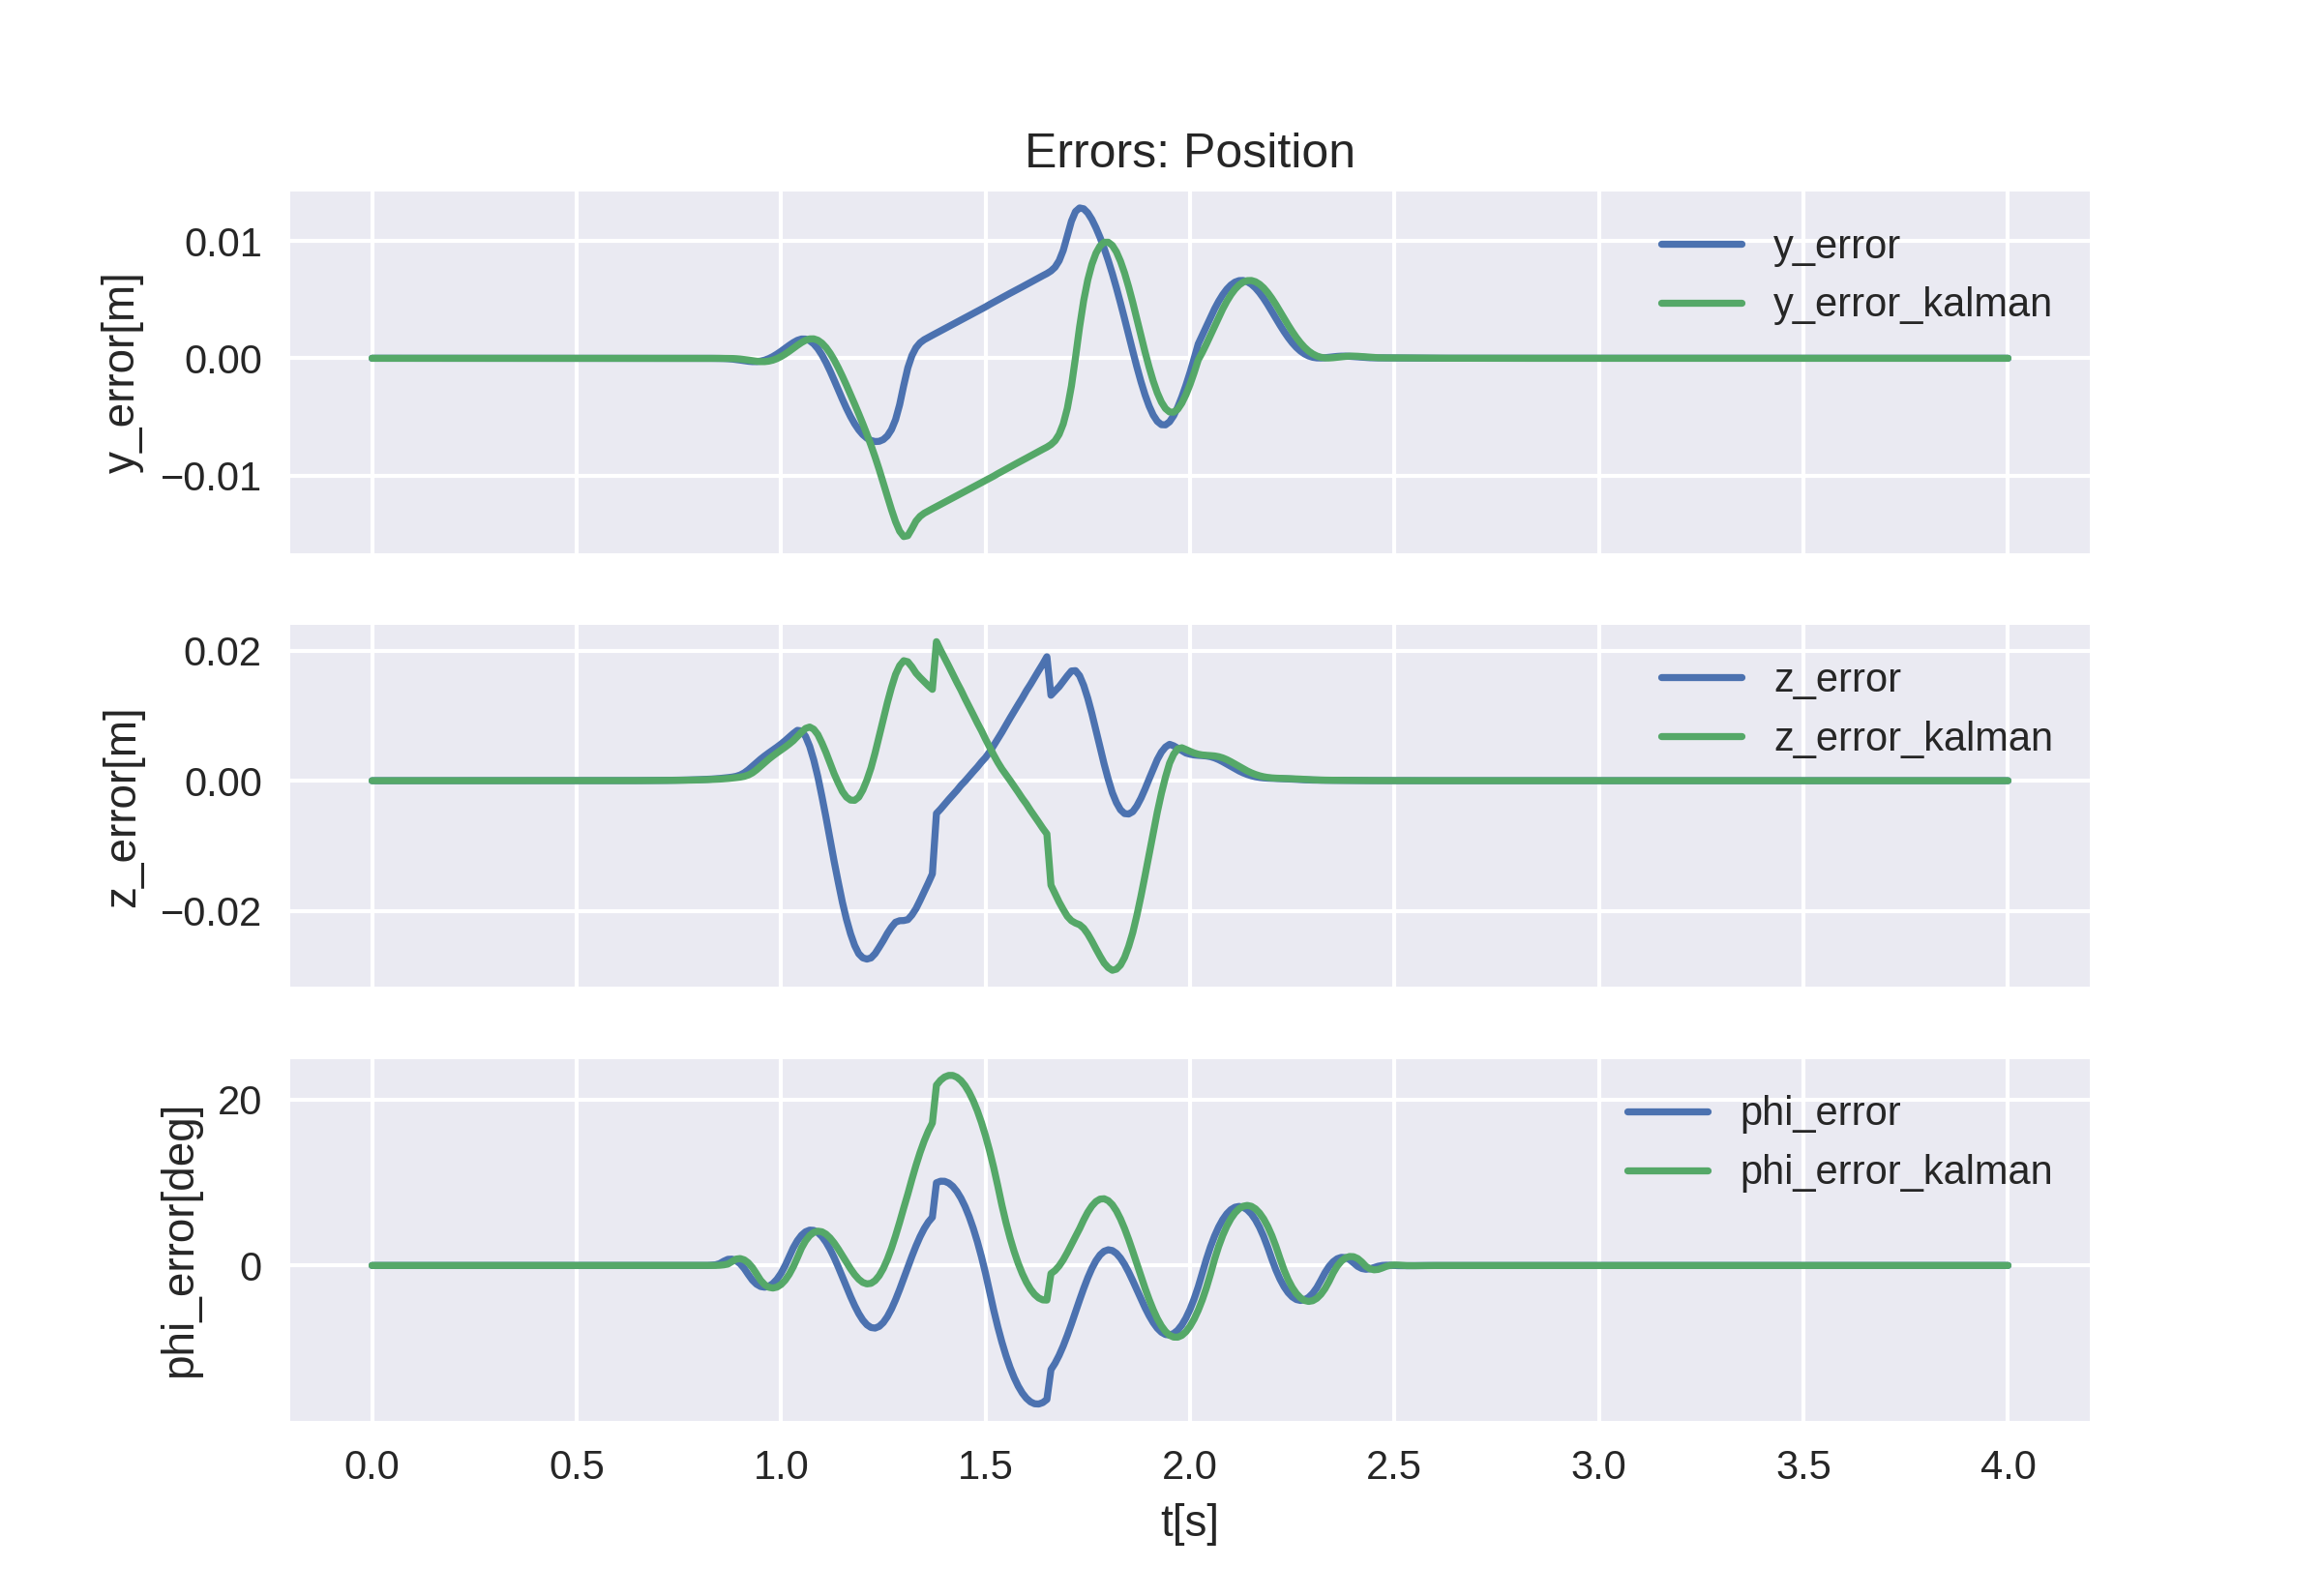 Errors: Position
y_error[m]
0.01
0.00
−0.01
y_error
y_error_kalman
z_error[m]
0.02
0.00
−0.02
z_error
z_error_kalman
phi_error[deg]
20
0
phi_error
phi_error_kalman
0.0 0.5 1.0 1.5 2.0 2.5 3.0 3.5 4.0
t[s]